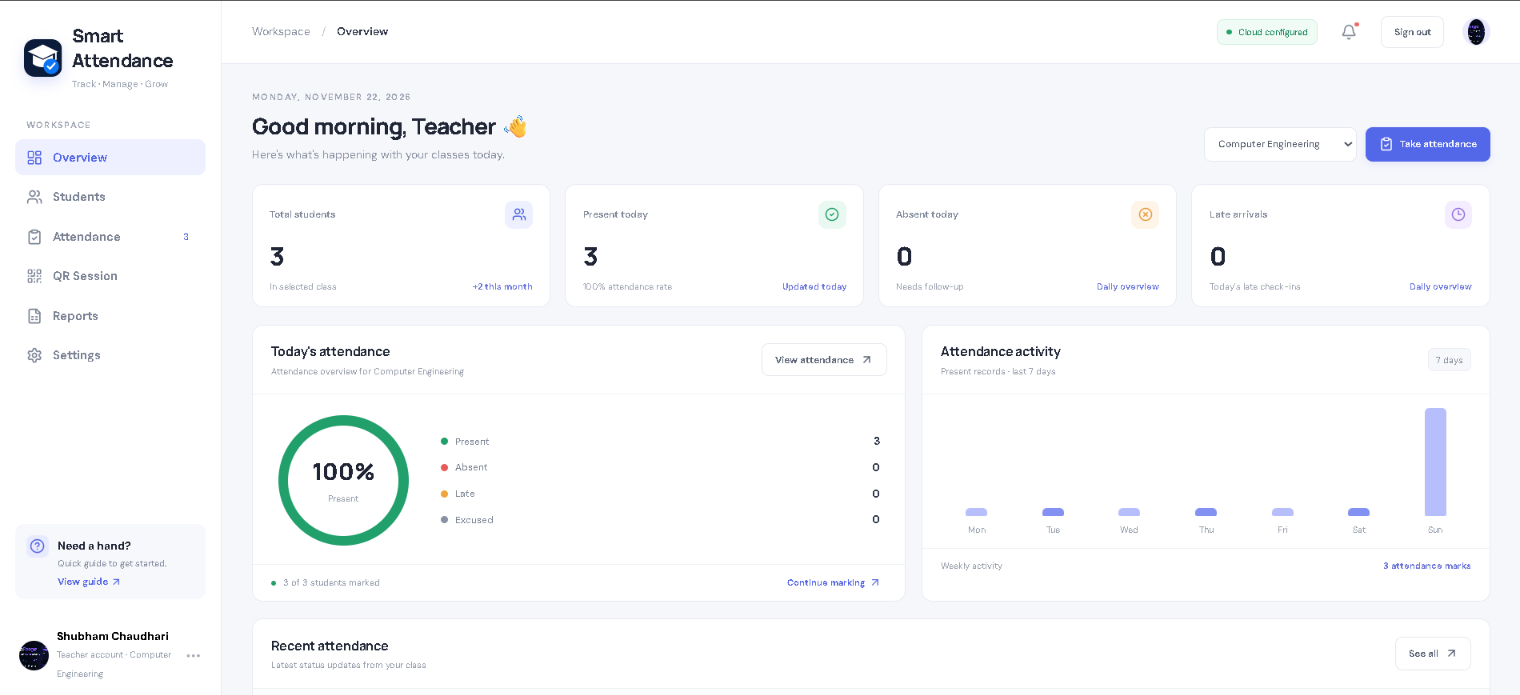 Smart
Attendance
Track • Manage • Grow
WORKSPACE
Overview
Students
Attendance 3
QR Session
Reports
Settings
Need a hand?
Quick guide to get started.
View guide
Shubham Chaudhari
Teacher account · Computer
Engineering
Workspace / Overview
Cloud configured
Sign out
MONDAY, NOVEMBER 22, 2026
Good morning, Teacher 👋
Here's what's happening with your classes today.
Computer Engineering
Take attendance
Total students
3
In selected class +2 this month
Present today
3
100% attendance rate Updated today
Absent today
0
Needs follow-up Daily overview
Late arrivals
0
Today's late check-ins Daily overview
Today's attendance
Attendance overview for Computer Engineering
View attendance
100%
Present
Present 3
Absent 0
Late 0
Excused 0
3 of 3 students marked
Continue marking
Attendance activity
Present records · last 7 days
7 days
Mon Tue Wed Thu Fri Sat Sun
Weekly activity
3 attendance marks
Recent attendance
Latest status updates from your class
See all